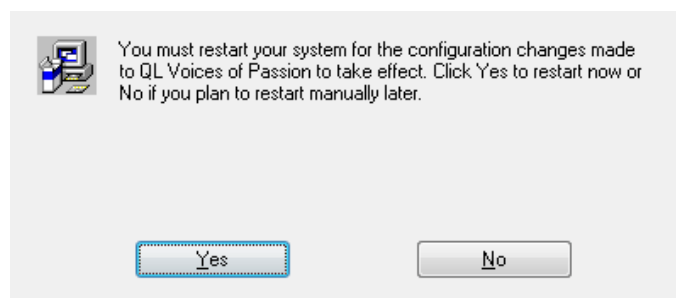 You must restart your system for the configuration changes made
to QL Voices of Passion to take effect. Click Yes to restart now or
No if you plan to restart manually later.
Yes
No